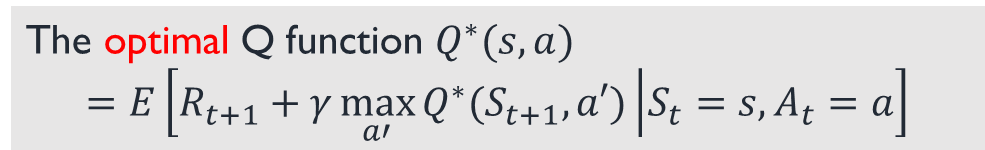 The optimal Q function Q*(s, a)
= E[R_{t+1} + γ max_{a′} Q*(S_{t+1}, a′) | S_t = s, A_t = a]